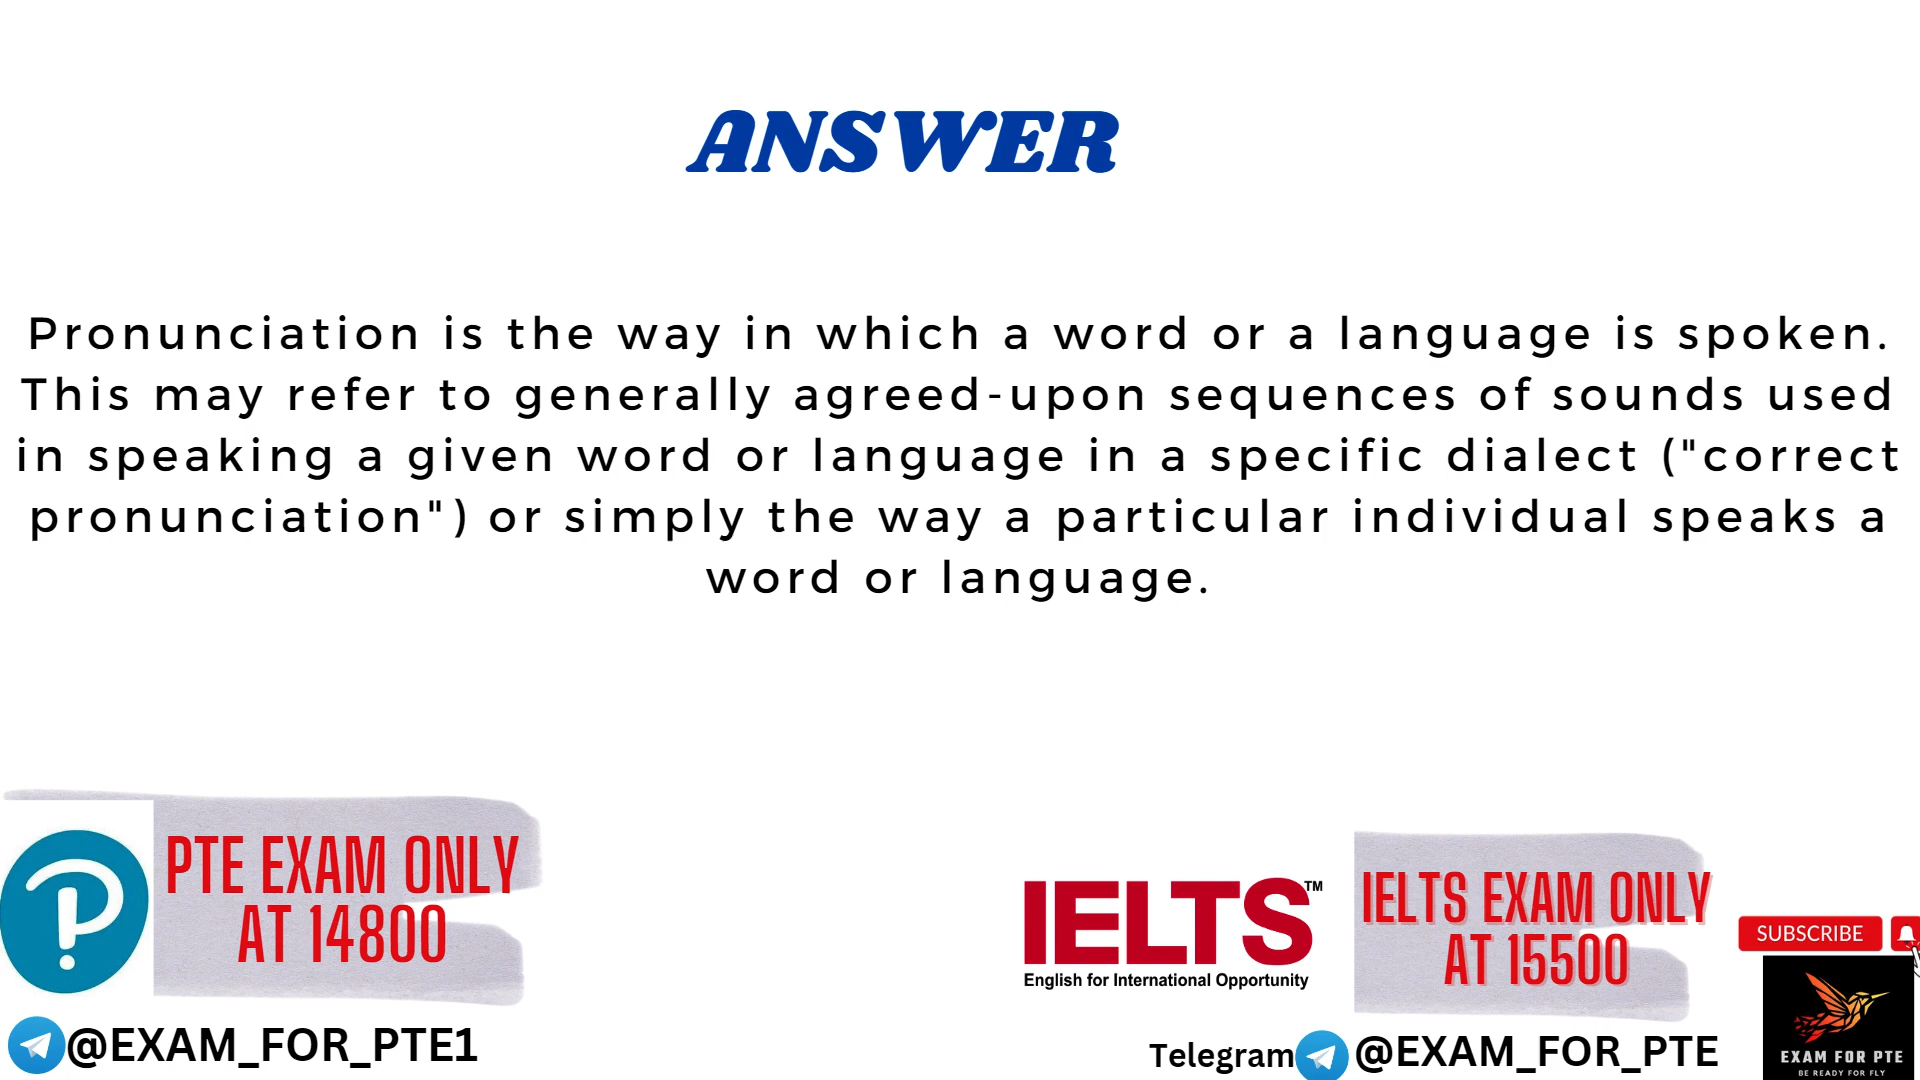 ANSWER
Pronunciation is the way in which a word or a language is spoken.
This may refer to generally agreed-upon sequences of sounds used
in speaking a given word or language in a specific dialect ("correct
pronunciation") or simply the way a particular individual speaks a
word or language.
PTE EXAM ONLY
AT 14800
@EXAM_FOR_PTE1
IELTS™
English for International Opportunity
IELTS EXAM ONLY
AT 15500
Telegram @EXAM_FOR_PTE
SUBSCRIBE
EXAM FOR PTE
BE READY FOR FLY